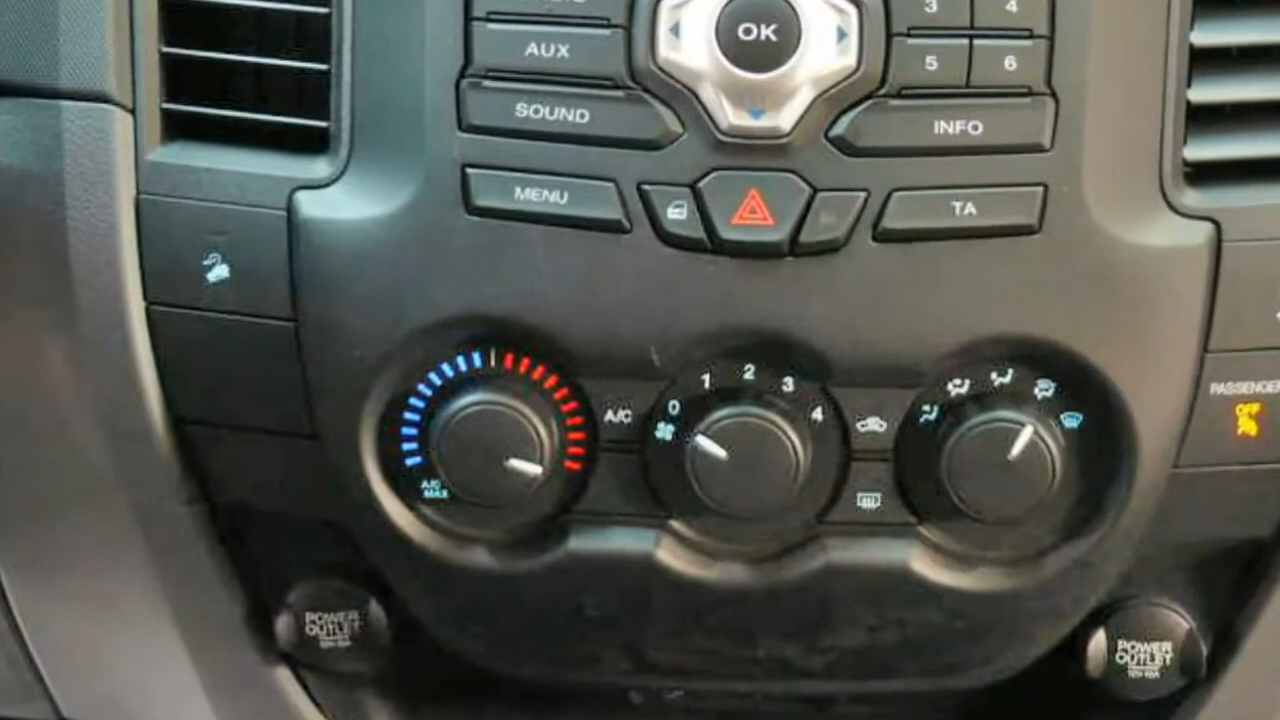 3 4
AUX
OK
5 6
SOUND
INFO
MENU
TA
1 2 3
0 4
A/C
A/C
MAX
PASSENGER
OFF
POWER
OUTLET
POWER
OUTLET